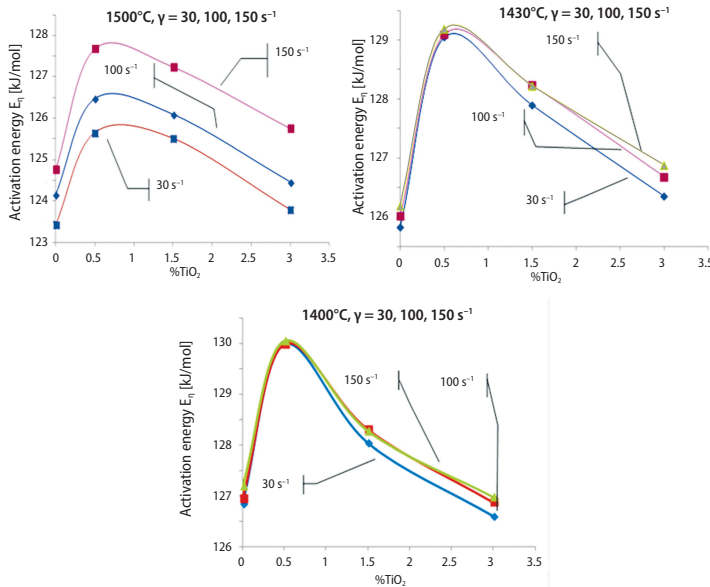 1500°C, γ = 30, 100, 150 s⁻¹
Activation energy Eη [kJ/mol]
128
127
126
125
124
123
150 s⁻¹
100 s⁻¹
30 s⁻¹
0 0.5 1 1.5 2 2.5 3 3.5
%TiO₂
1430°C, γ = 30, 100, 150 s⁻¹
Activation energy Eη [kJ/mol]
129
128
127
126
150 s⁻¹
100 s⁻¹
30 s⁻¹
0 0.5 1 1.5 2 2.5 3 3.5
%TiO₂
1400°C, γ = 30, 100, 150 s⁻¹
Activation energy Eη [kJ/mol]
130
129
128
127
126
150 s⁻¹ 100 s⁻¹
30 s⁻¹
0 0.5 1 1.5 2 2.5 3 3.5
%TiO₂